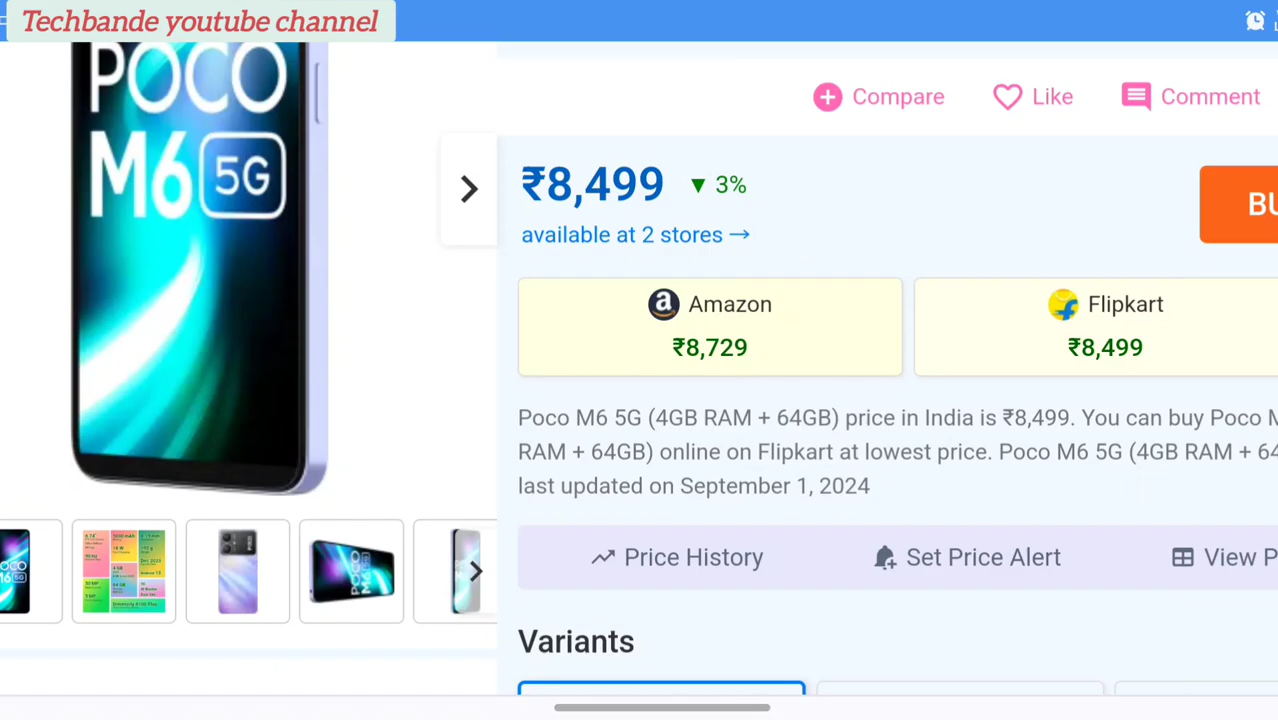 Techbande youtube channel
POCO
M6 5G
Compare
Like
Comment
₹8,499 ▼ 3%
available at 2 stores →
BU
Amazon
₹8,729
Flipkart
₹8,499
Poco M6 5G (4GB RAM + 64GB) price in India is ₹8,499. You can buy Poco M
RAM + 64GB) online on Flipkart at lowest price. Poco M6 5G (4GB RAM + 64
last updated on September 1, 2024
Price History
Set Price Alert
View P
Variants